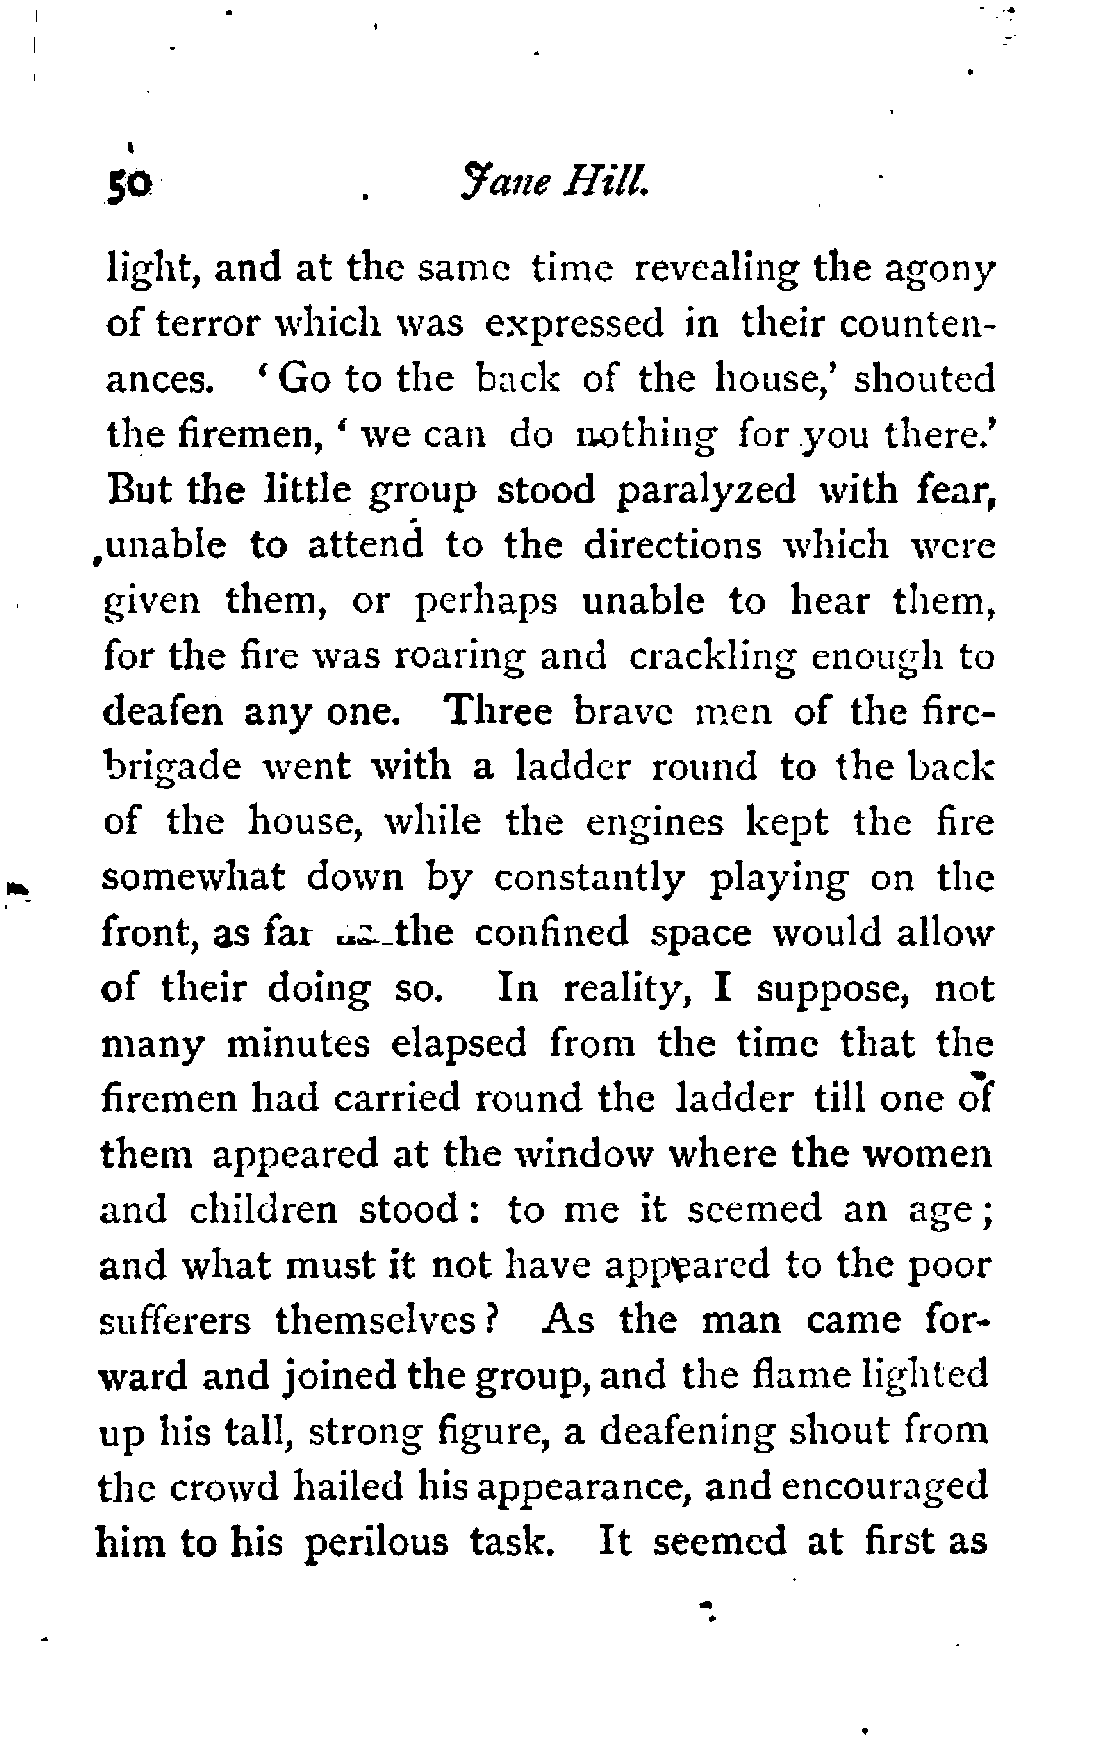 50 Jane Hill.
light, and at the same time revealing the agony
of terror which was expressed in their counten-
ances. ‘ Go to the back of the house,’ shouted
the firemen, ‘ we can do nothing for you there.’
But the little group stood paralyzed with fear,
unable to attend to the directions which were
given them, or perhaps unable to hear them,
for the fire was roaring and crackling enough to
deafen any one. Three brave men of the fire-
brigade went with a ladder round to the back
of the house, while the engines kept the fire
somewhat down by constantly playing on the
front, as far as the confined space would allow
of their doing so. In reality, I suppose, not
many minutes elapsed from the time that the
firemen had carried round the ladder till one of
them appeared at the window where the women
and children stood : to me it seemed an age ;
and what must it not have appeared to the poor
sufferers themselves ? As the man came for-
ward and joined the group, and the flame lighted
up his tall, strong figure, a deafening shout from
the crowd hailed his appearance, and encouraged
him to his perilous task. It seemed at first as